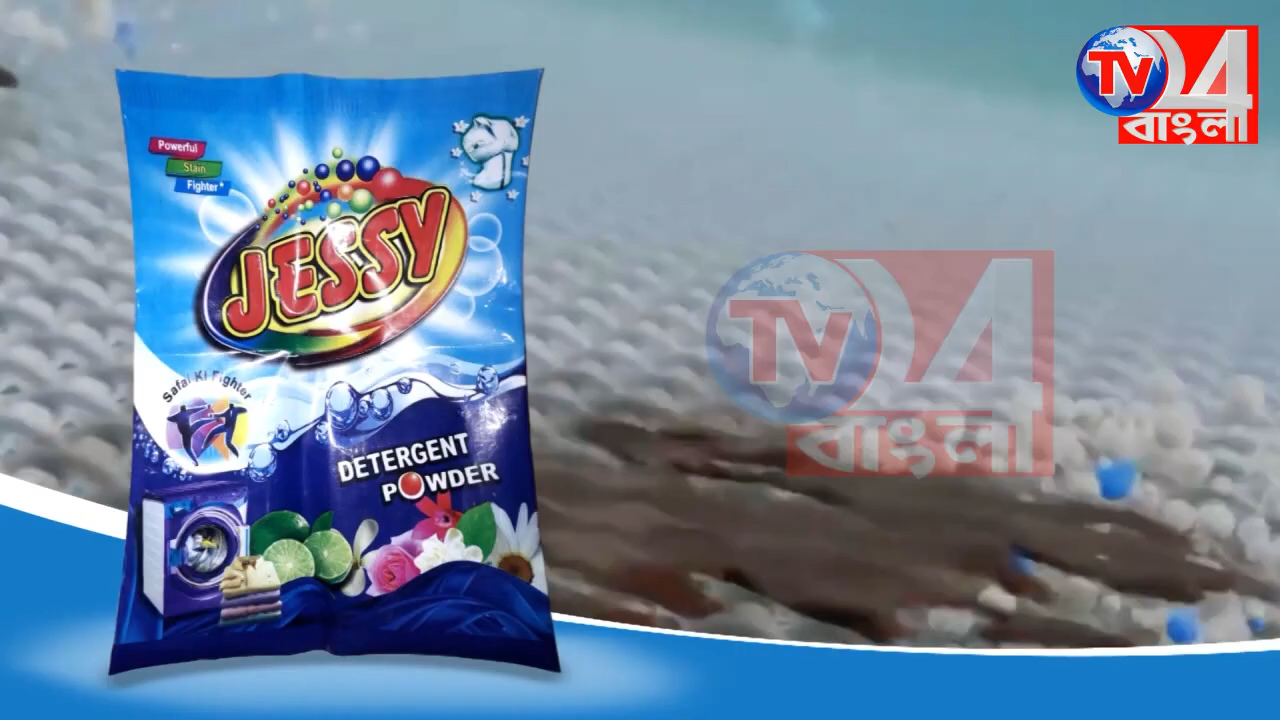 TV 24
বাংলা
Powerful
Stain
Fighter*
JESSY
Safai Ki Fighter
DETERGENT
POWDER
TV 24
বাংলা